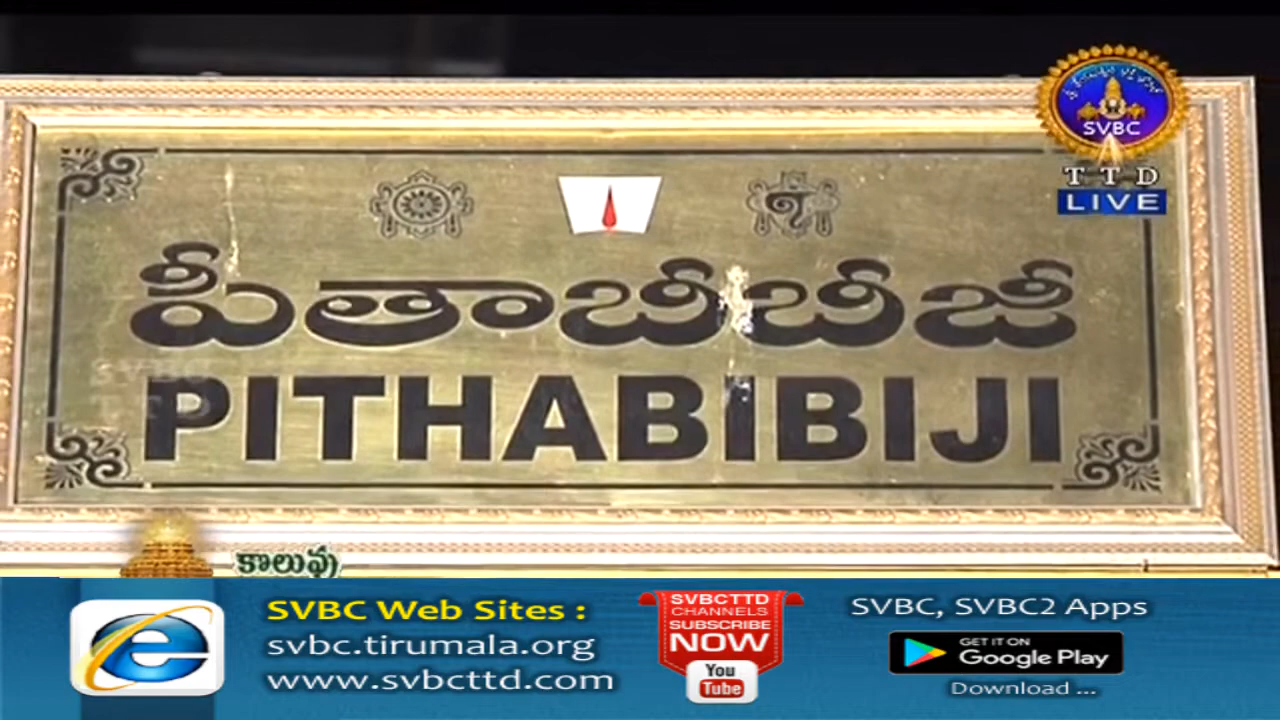 SVBC
T T D
LIVE
పీతాబీబీజీ
PITHABIBIJI
SVBC
T T D
కొలువు
SVBC Web Sites :
svbc.tirumala.org
www.svbcttd.com
SVBCTTD
CHANNELS
SUBSCRIBE
NOW
You
Tube
SVBC, SVBC2 Apps
GET IT ON
Google Play
Download ...